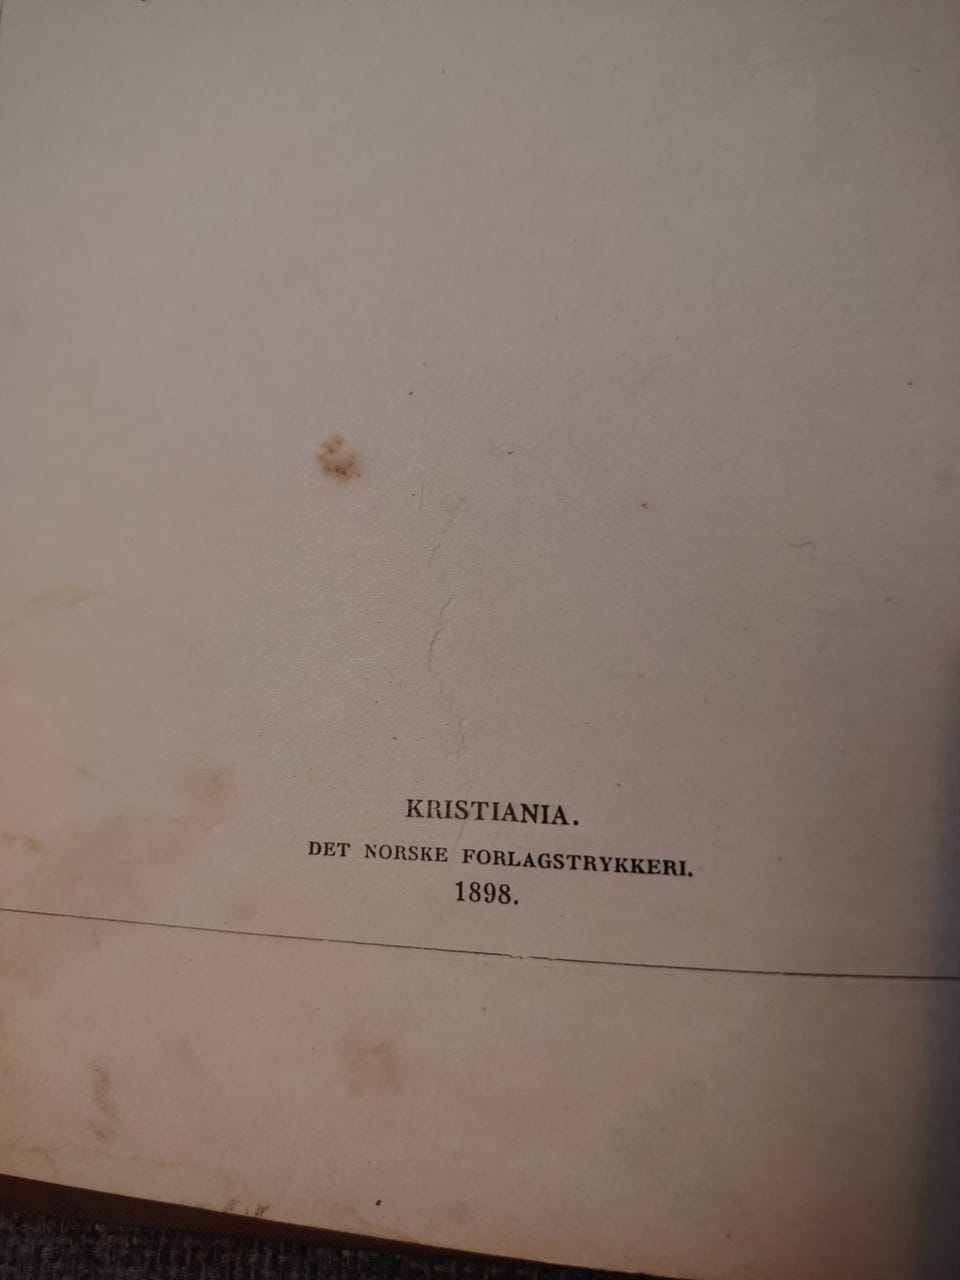 KRISTIANIA.
DET NORSKE FORLAGSTRYKKERI.
1898.